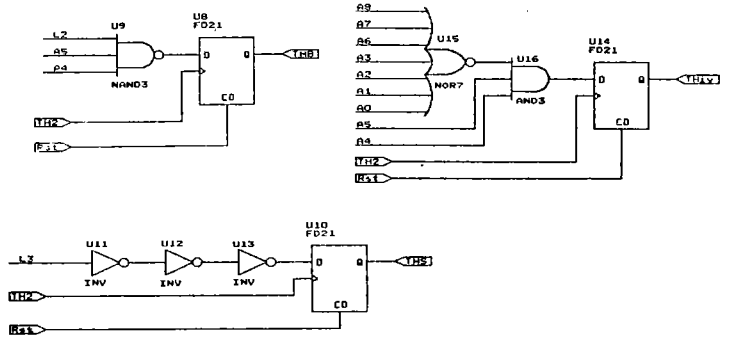 U9
L2
A5
A4
NAND3
U8
FD21
D
Q
CD
THB
TH2
Rst
A8
A7
A6
A3
A2
A1
A0
U15
NOR7
A5
A4
U16
AND3
U14
FD21
D
Q
CD
TH1y
TH2
Rst
L3
U11
INV
U12
INV
U13
INV
U10
FD21
D
Q
CD
THS
TH2
Rst